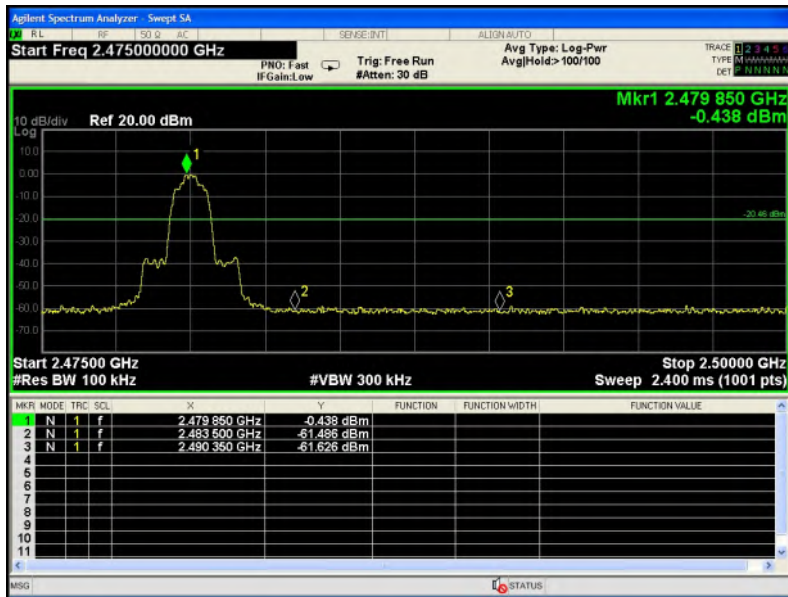 Agilent Spectrum Analyzer - Swept SA
RL RF 50 Ω AC SENSE:INT ALIGN AUTO
Start Freq 2.475000000 GHz
PNO: Fast
IFGain:Low
Trig: Free Run
#Atten: 30 dB
Avg Type: Log-Pwr
Avg|Hold:>100/100
TRACE 1 2 3 4 5 6
TYPE M
DET P N N N N N
Mkr1 2.479 850 GHz
-0.438 dBm
10 dB/div Ref 20.00 dBm
Log
10.0
0.00
-10.0
-20.0
-30.0
-40.0
-50.0
-60.0
-70.0
1
2
3
-20.46 dBm
Start 2.47500 GHz Stop 2.50000 GHz
#Res BW 100 kHz #VBW 300 kHz Sweep 2.400 ms (1001 pts)
MKR MODE TRC SCL X Y FUNCTION FUNCTION WIDTH FUNCTION VALUE
1 N 1 f 2.479 850 GHz -0.438 dBm
2 N 1 f 2.483 500 GHz -61.486 dBm
3 N 1 f 2.490 350 GHz -61.626 dBm
4
5
6
7
8
9
10
11
MSG STATUS